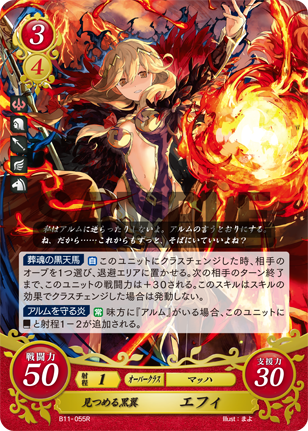 3
4
私はアルムに逆らったりしないよ。アルムの言うとおりにする。
ね、だから……これからもずっと、そばにいていいよね?
葬魂の黒天馬 自 このユニットにクラスチェンジした時、相手の
オーブを1つ選び、退避エリアに置かせる。次の相手のターン終了
まで、このユニットの戦闘力は+30される。このスキルはスキルの
効果でクラスチェンジした場合は発動しない。
アルムを守る炎 常 味方に『アルム』がいる場合、このユニットに
と射程1-2が追加される。
戦闘力
50
射程 1 オーバークラス マッハ
支援力
30
見つめる黒翼 エフィ
B11-055R
Illust:まよ